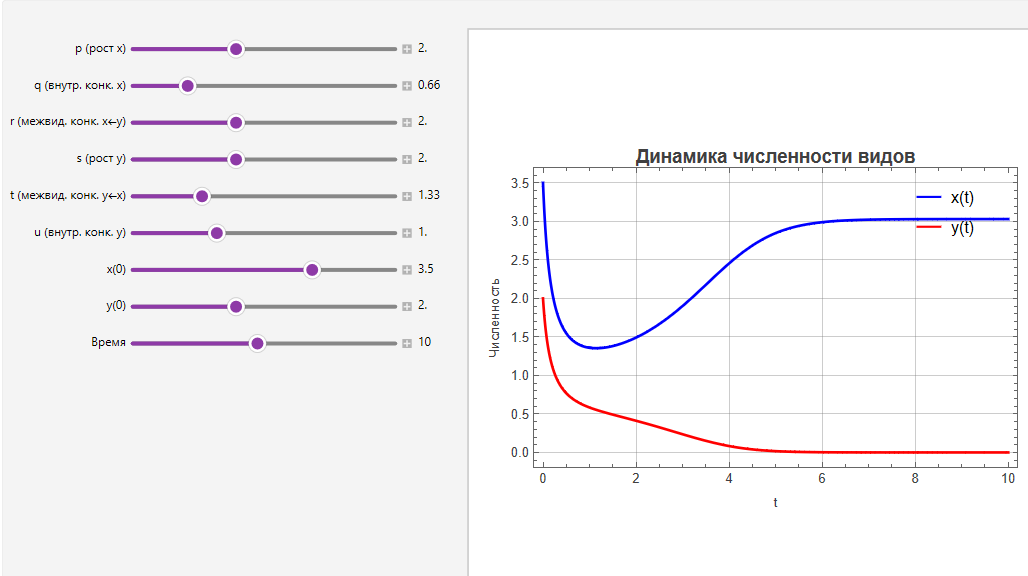 p (рост x) 2.
q (внутр. конк. x) 0.66
r (межвид. конк. x←y) 2.
s (рост y) 2.
t (межвид. конк. y←x) 1.33
u (внутр. конк. y) 1.
x(0) 3.5
y(0) 2.
Время 10
Динамика численности видов
x(t)
y(t)
Численность
3.5
3.0
2.5
2.0
1.5
1.0
0.5
0.0
0 2 4 6 8 10
t